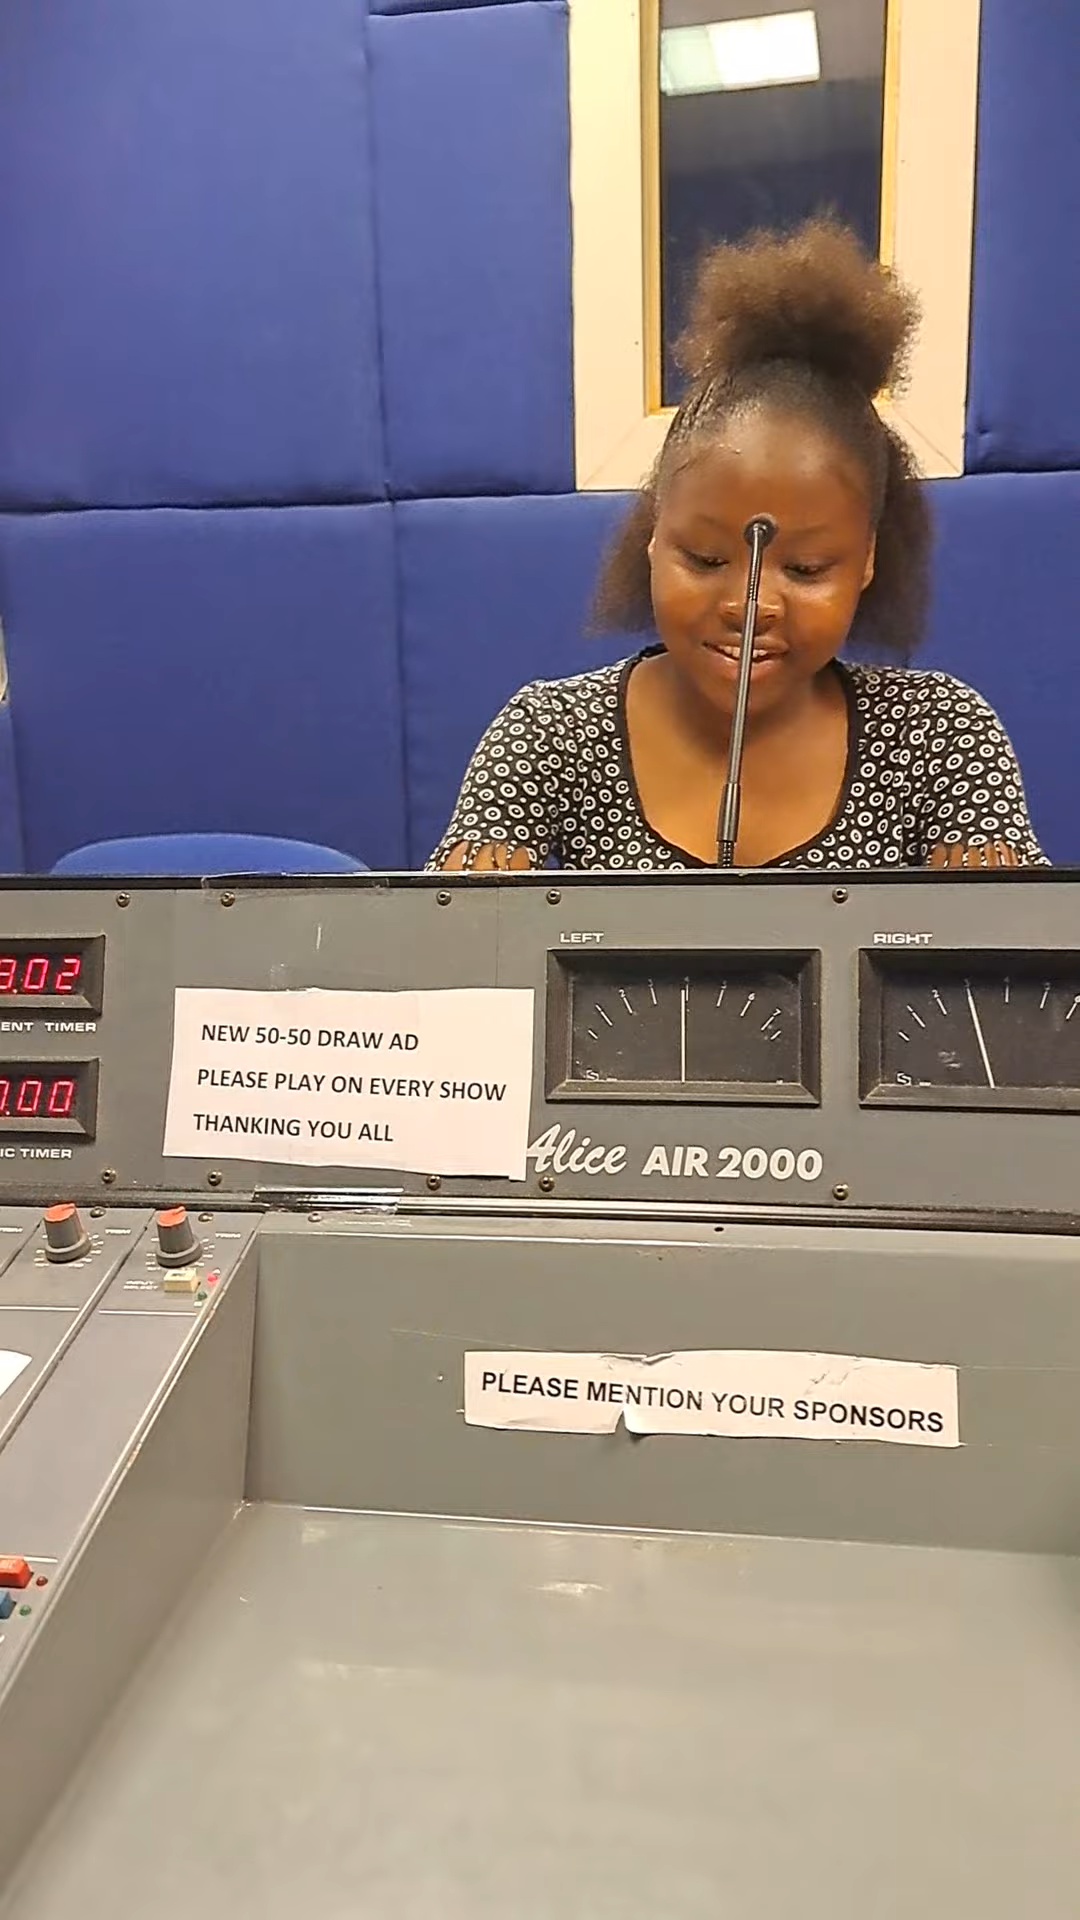 LEFT
RIGHT
3.02
ENT TIMER
NEW 50-50 DRAW AD
PLEASE PLAY ON EVERY SHOW
THANKING YOU ALL
.00
IC TIMER
Alice AIR 2000
PLEASE MENTION YOUR SPONSORS